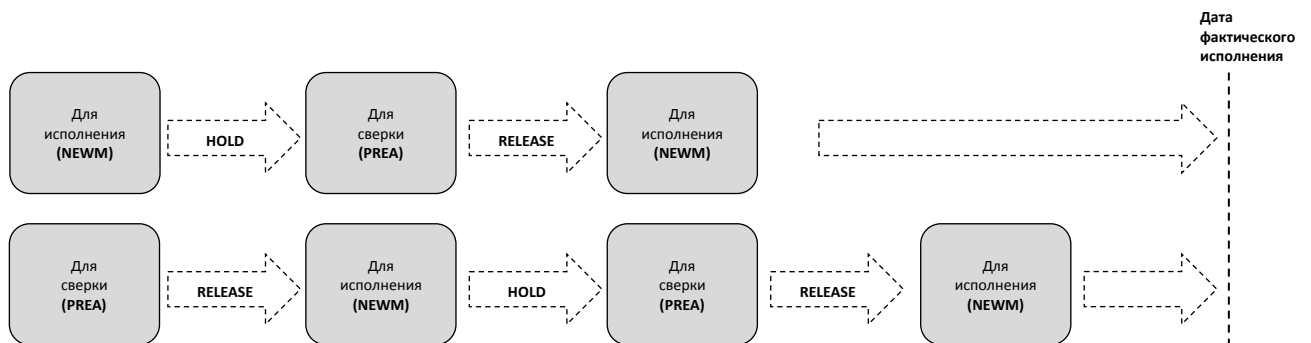 Дата
фактического
исполнения
Для
исполнения
(NEWM)
HOLD
Для
сверки
(PREA)
RELEASE
Для
исполнения
(NEWM)
Для
сверки
(PREA)
RELEASE
Для
исполнения
(NEWM)
HOLD
Для
сверки
(PREA)
RELEASE
Для
исполнения
(NEWM)